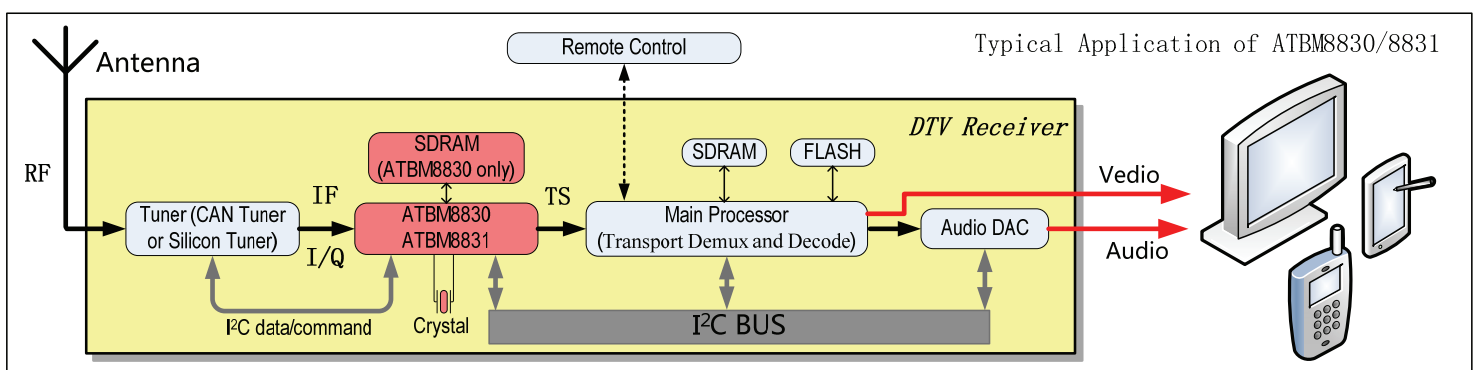 Typical Application of ATBM8830/8831
Remote Control
Antenna
DTV Receiver
RF
SDRAM
(ATBM8830 only)
SDRAM
FLASH
Vedio
IF
TS
Tuner (CAN Tuner
or Silicon Tuner)
ATBM8830
ATBM8831
Main Processor
(Transport Demux and Decode)
Audio DAC
I/Q
Audio
I²C data/command
Crystal
I²C BUS